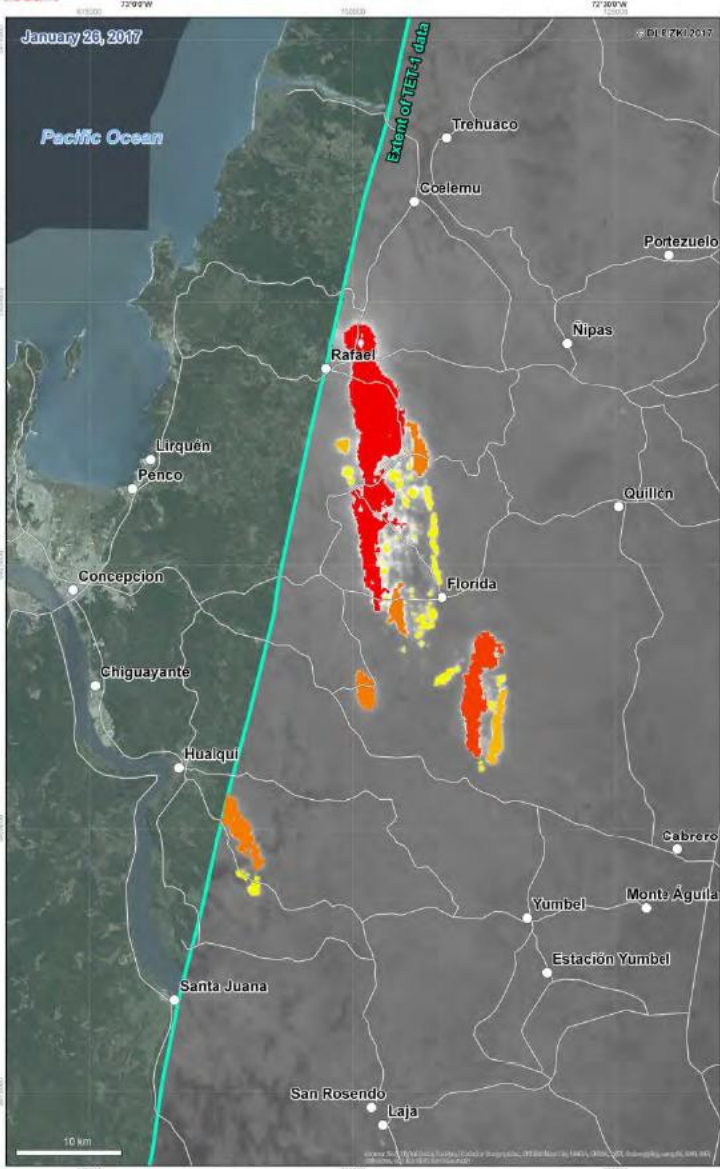 73°0'0"W
72°30'0"W
January 26, 2017
© DLR/ZKI 2017
Extent of TET-1 data
Pacific Ocean
Trehuaco
Coelemu
Portezuelo
Ñipas
Rafael
Lirquén
Penco
Quillón
Concepcion
Florida
Chiguayante
Hualqui
Cabrero
Monte Águila
Yumbel
Estación Yumbel
Santa Juana
San Rosendo
Laja
10 km